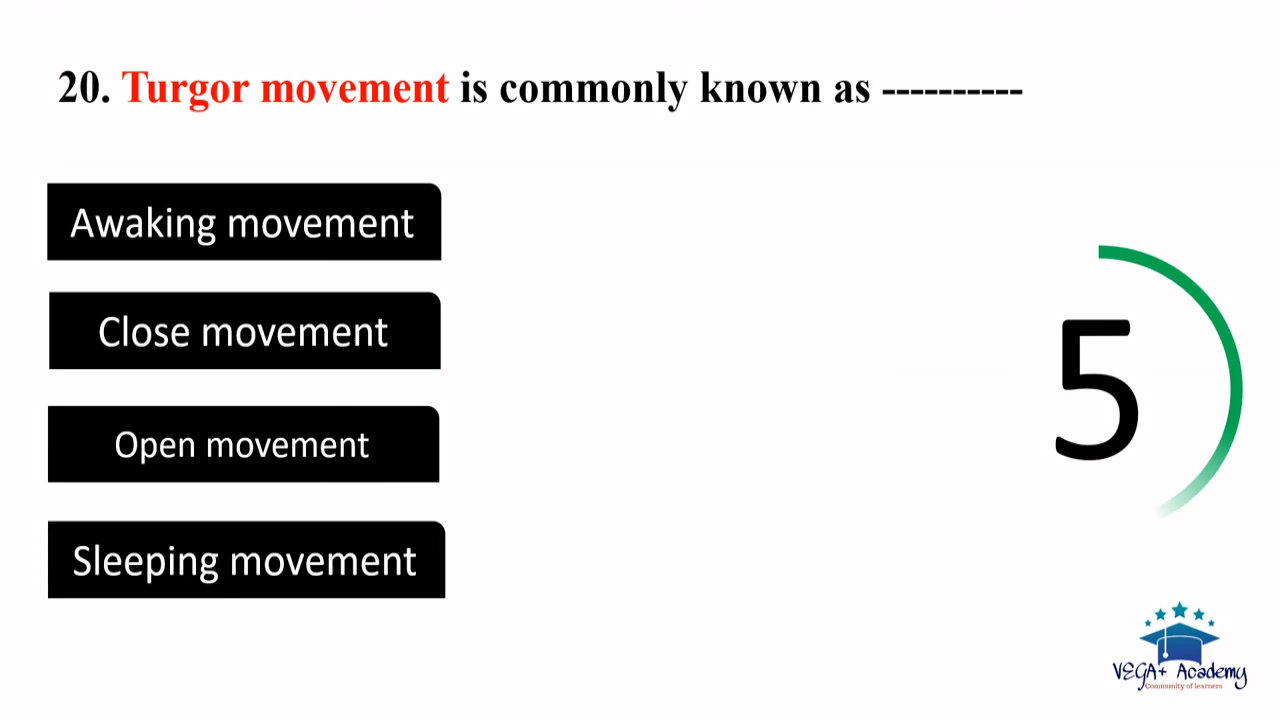 20. Turgor movement is commonly known as ----------
Awaking movement
Close movement
Open movement
Sleeping movement
5
VEGA+ Academy
Community of learners